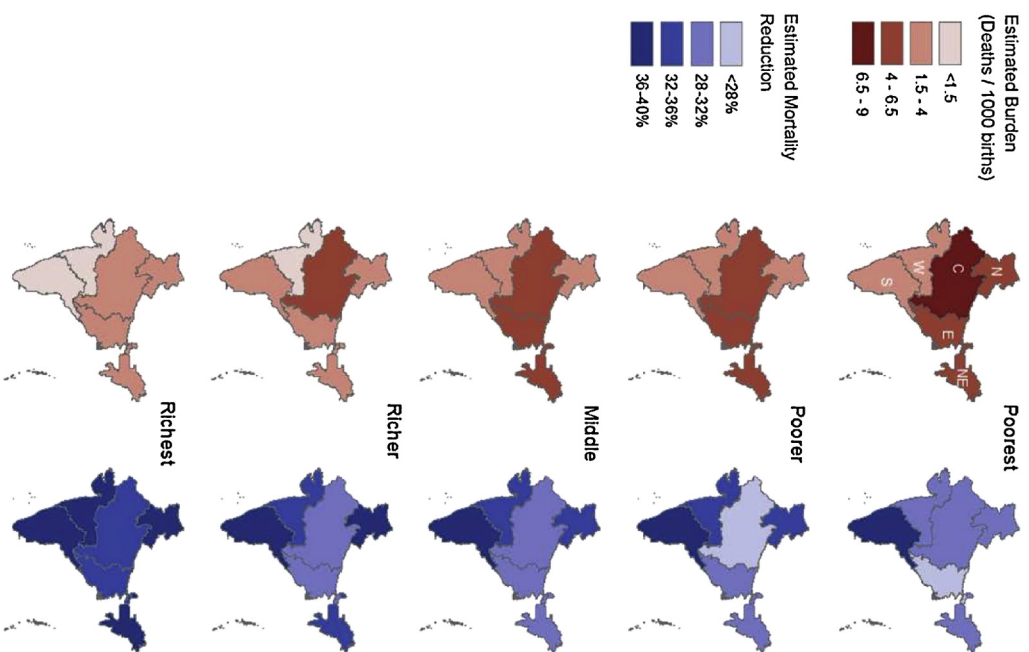 Estimated Burden
(Deaths / 1000 births)
<1.5
1.5 - 4
4 - 6.5
6.5 - 9
Estimated Mortality
Reduction
<28%
28-32%
32-36%
36-40%
N
C
W
E
NE
S
Poorest
Poorer
Middle
Richer
Richest